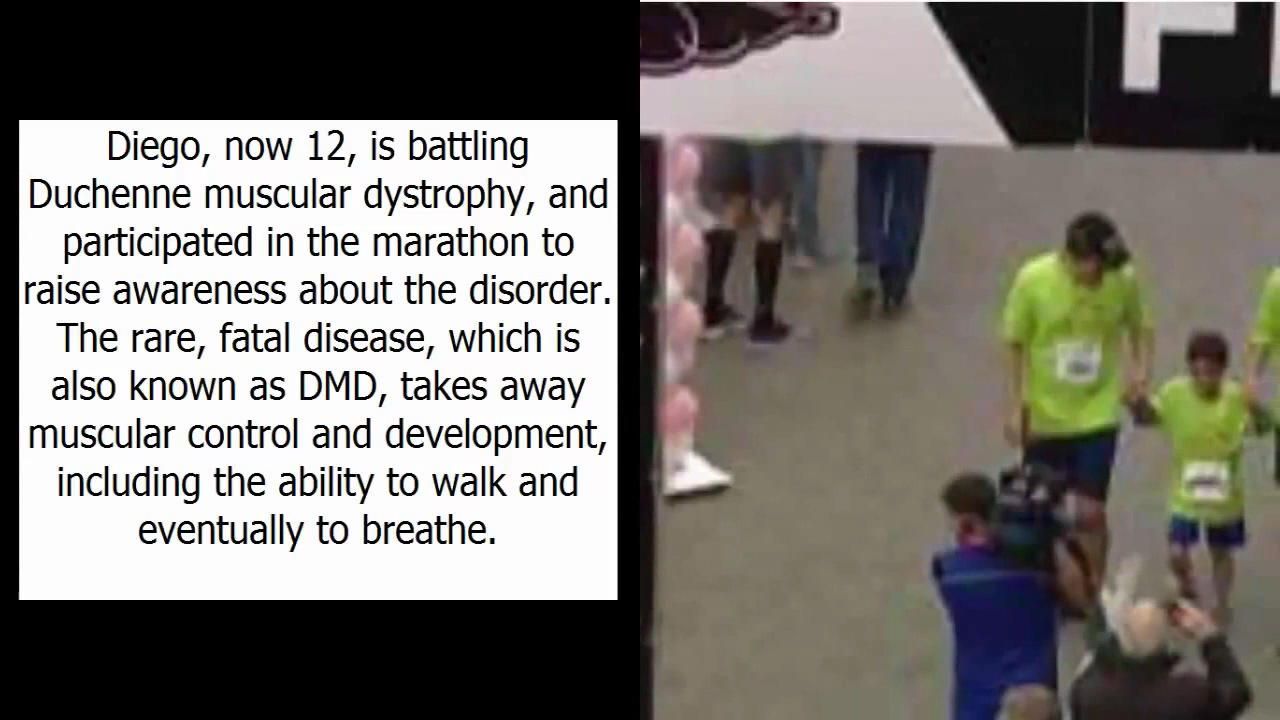 Diego, now 12, is battling
Duchenne muscular dystrophy, and
participated in the marathon to
raise awareness about the disorder.
The rare, fatal disease, which is
also known as DMD, takes away
muscular control and development,
including the ability to walk and
eventually to breathe.